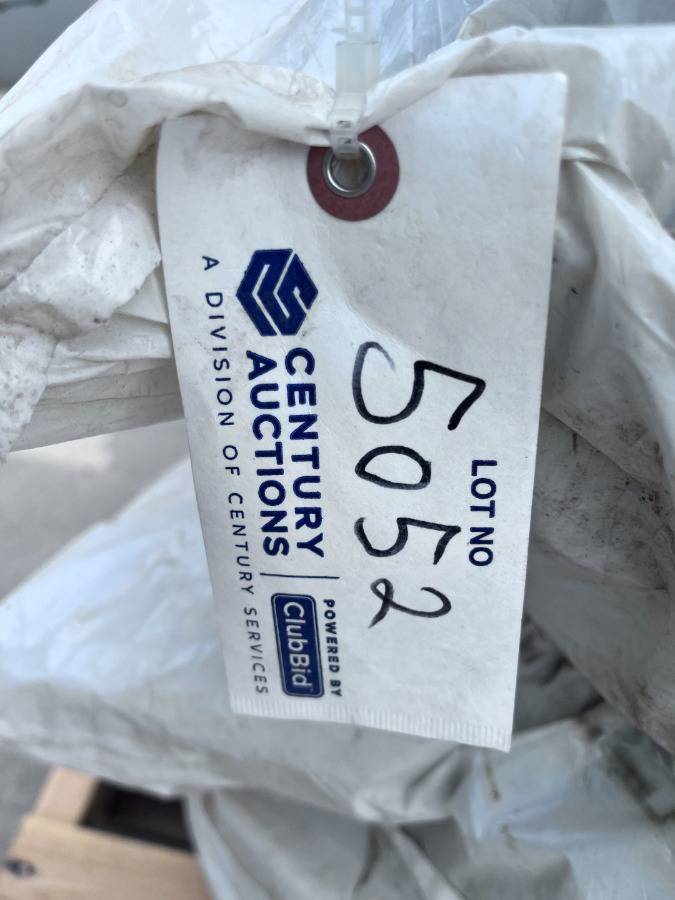 LOT NO
5052
CENTURY
AUCTIONS
A DIVISION OF CENTURY SERVICES
POWERED BY
ClubBid